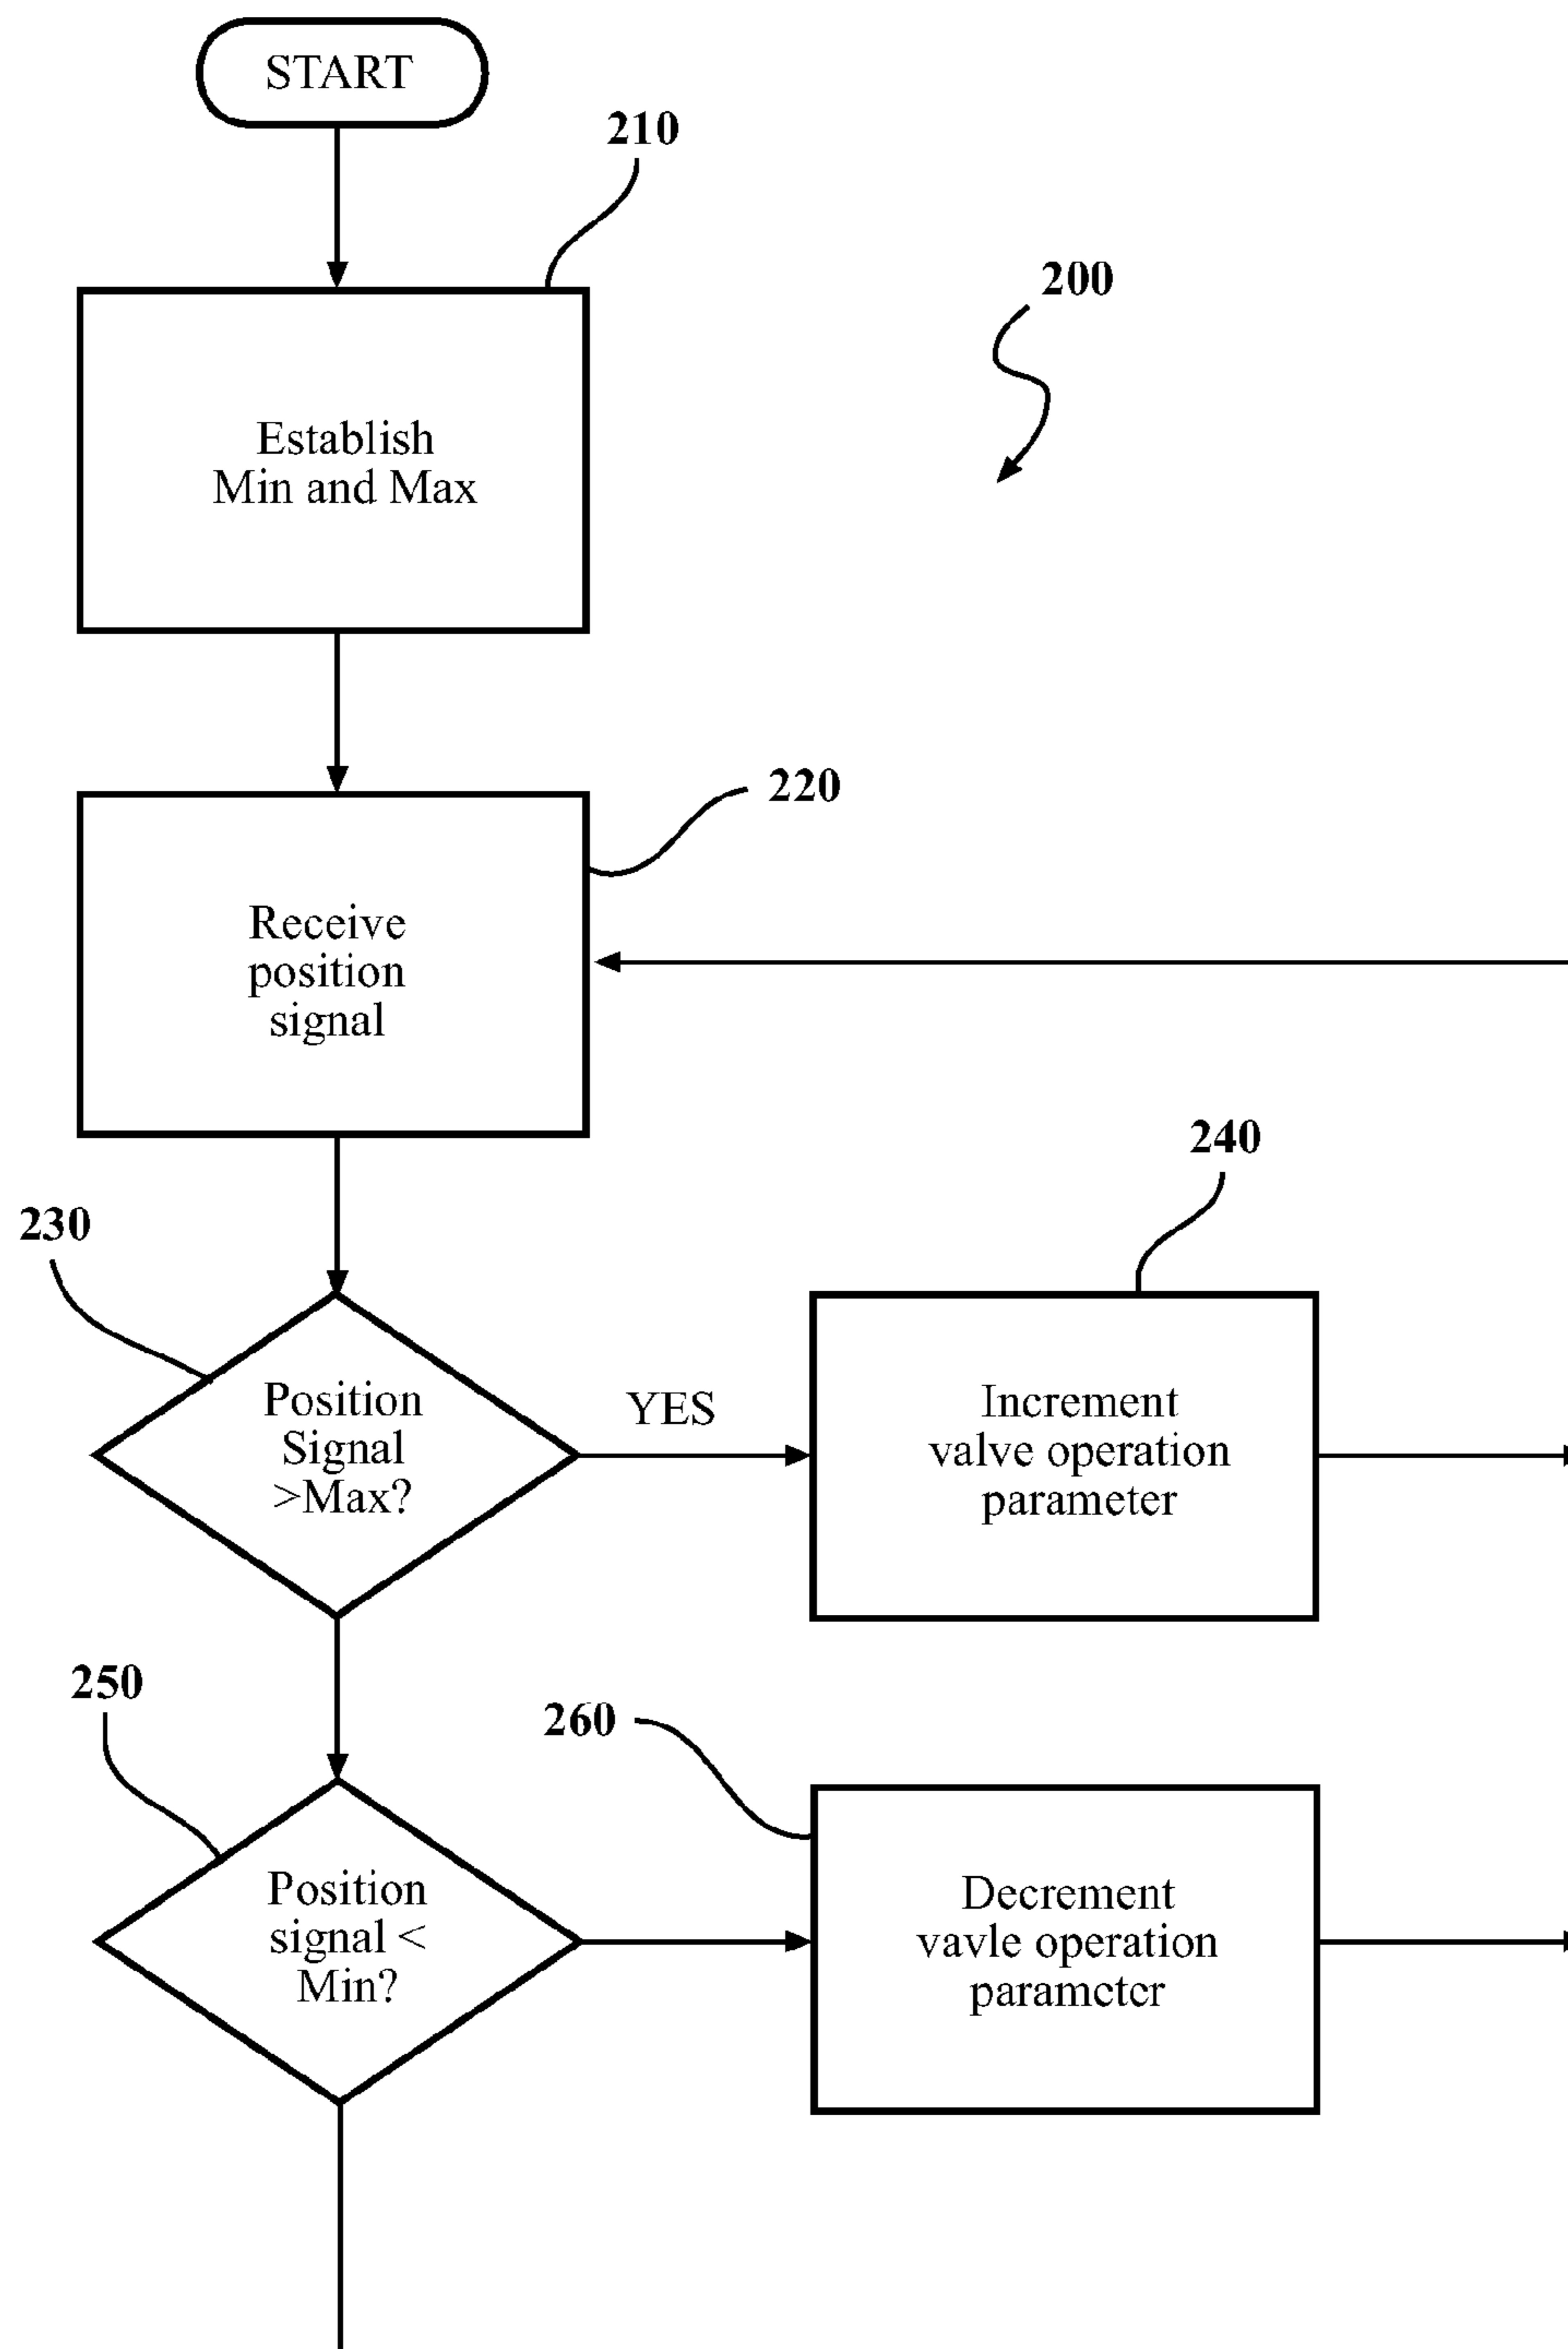 START
210
200
Establish
Min and Max
220
Receive
position
signal
240
230
Position
Signal
>Max?
YES
Increment
valve operation
parameter
250
260
Position
signal <
Min?
Decrement
vavle operation
parameter